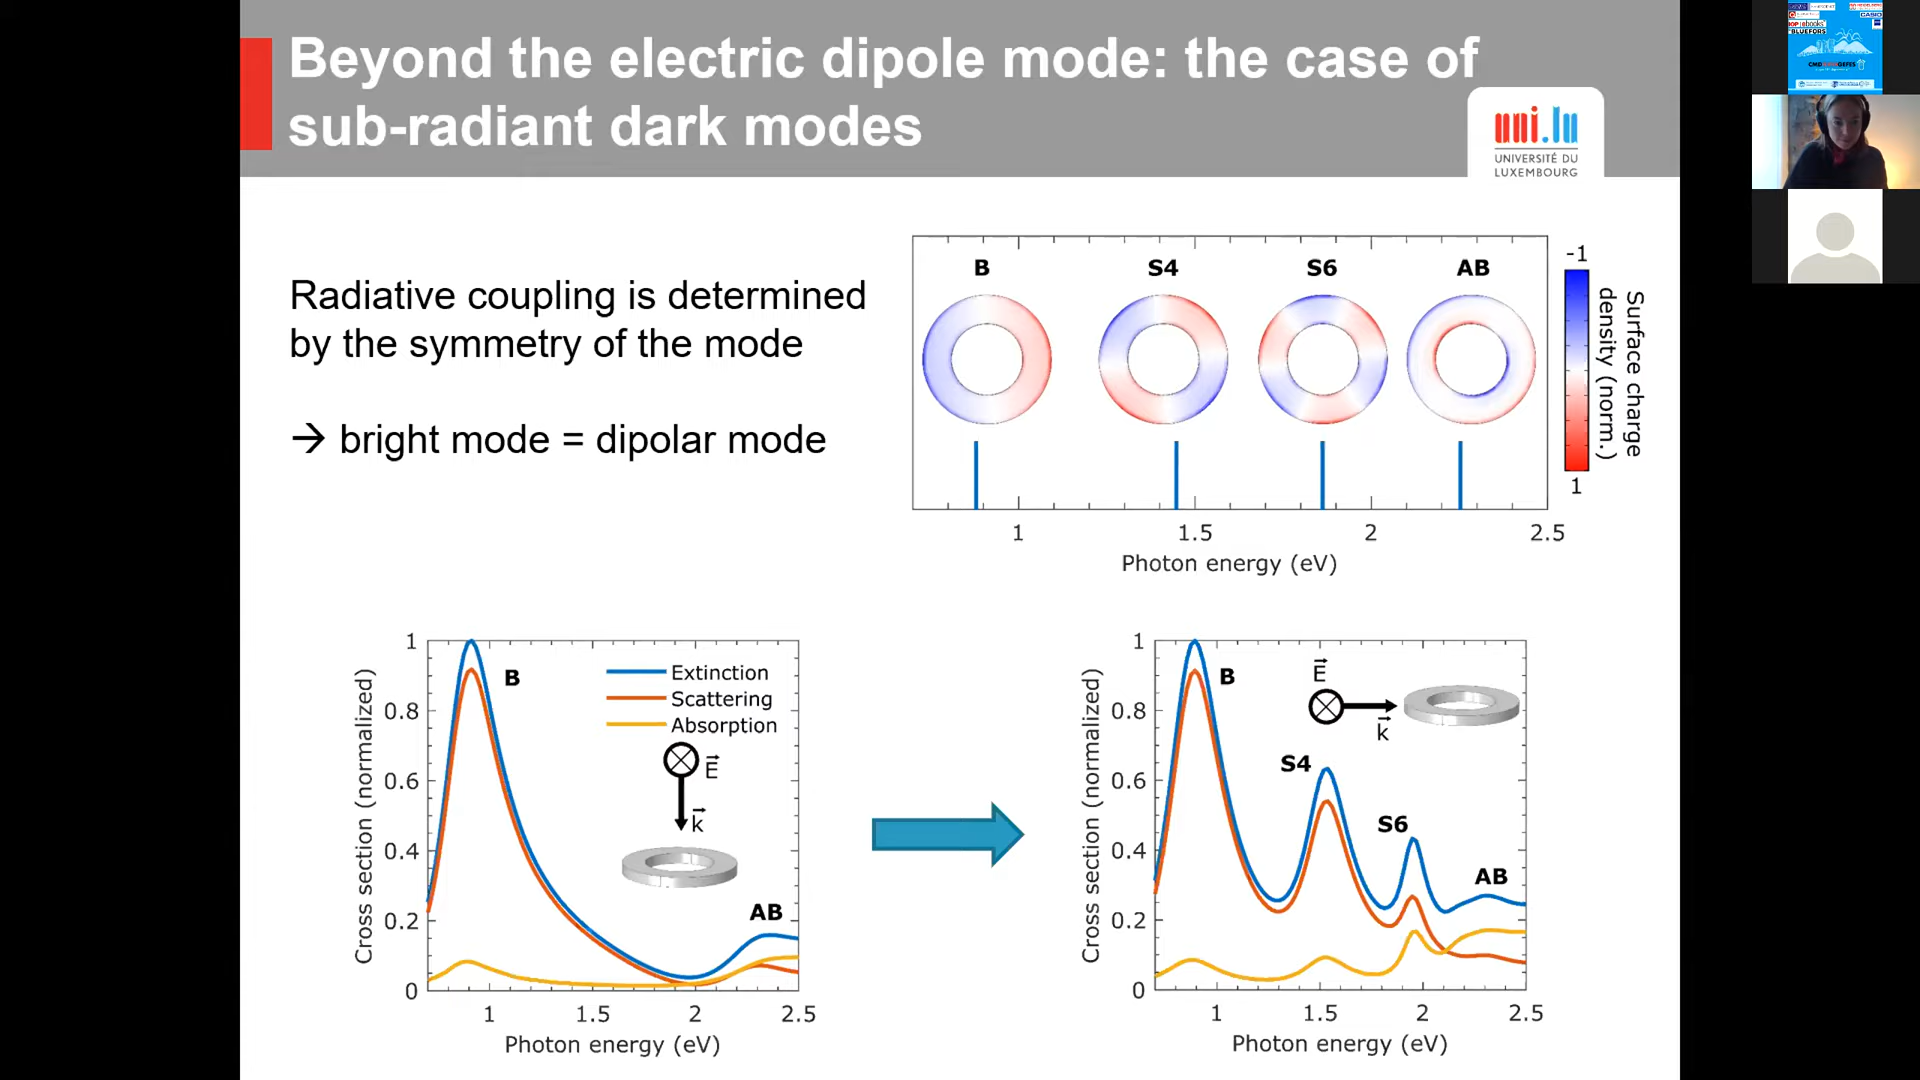 Beyond the electric dipole mode: the case of
sub-radiant dark modes
uni.lu
UNIVERSITÉ DU
LUXEMBOURG
Radiative coupling is determined
by the symmetry of the mode
→ bright mode = dipolar mode
B
S4
S6
AB
-1
1
Surface charge
density (norm.)
1
1.5
2
2.5
Photon energy (eV)
1
0.8
0.6
0.4
0.2
0
Cross section (normalized)
B
Extinction
Scattering
Absorption
E
k
AB
1
1.5
2
2.5
Photon energy (eV)
1
0.8
0.6
0.4
0.2
0
Cross section (normalized)
B
E
k
S4
S6
AB
1
1.5
2
2.5
Photon energy (eV)
CASIO
IOP ebooks
BLUEFORS